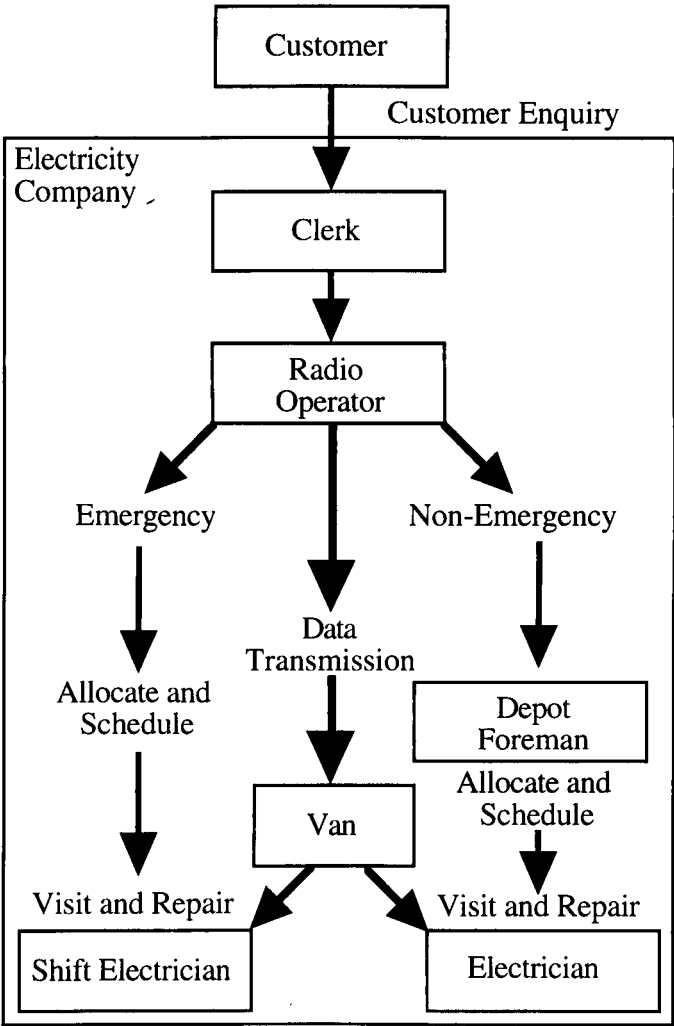 Customer
Customer Enquiry
Electricity
Company
Clerk
Radio
Operator
Emergency
Non-Emergency
Data
Transmission
Allocate and
Schedule
Depot
Foreman
Allocate and
Schedule
Van
Visit and Repair
Visit and Repair
Shift Electrician
Electrician